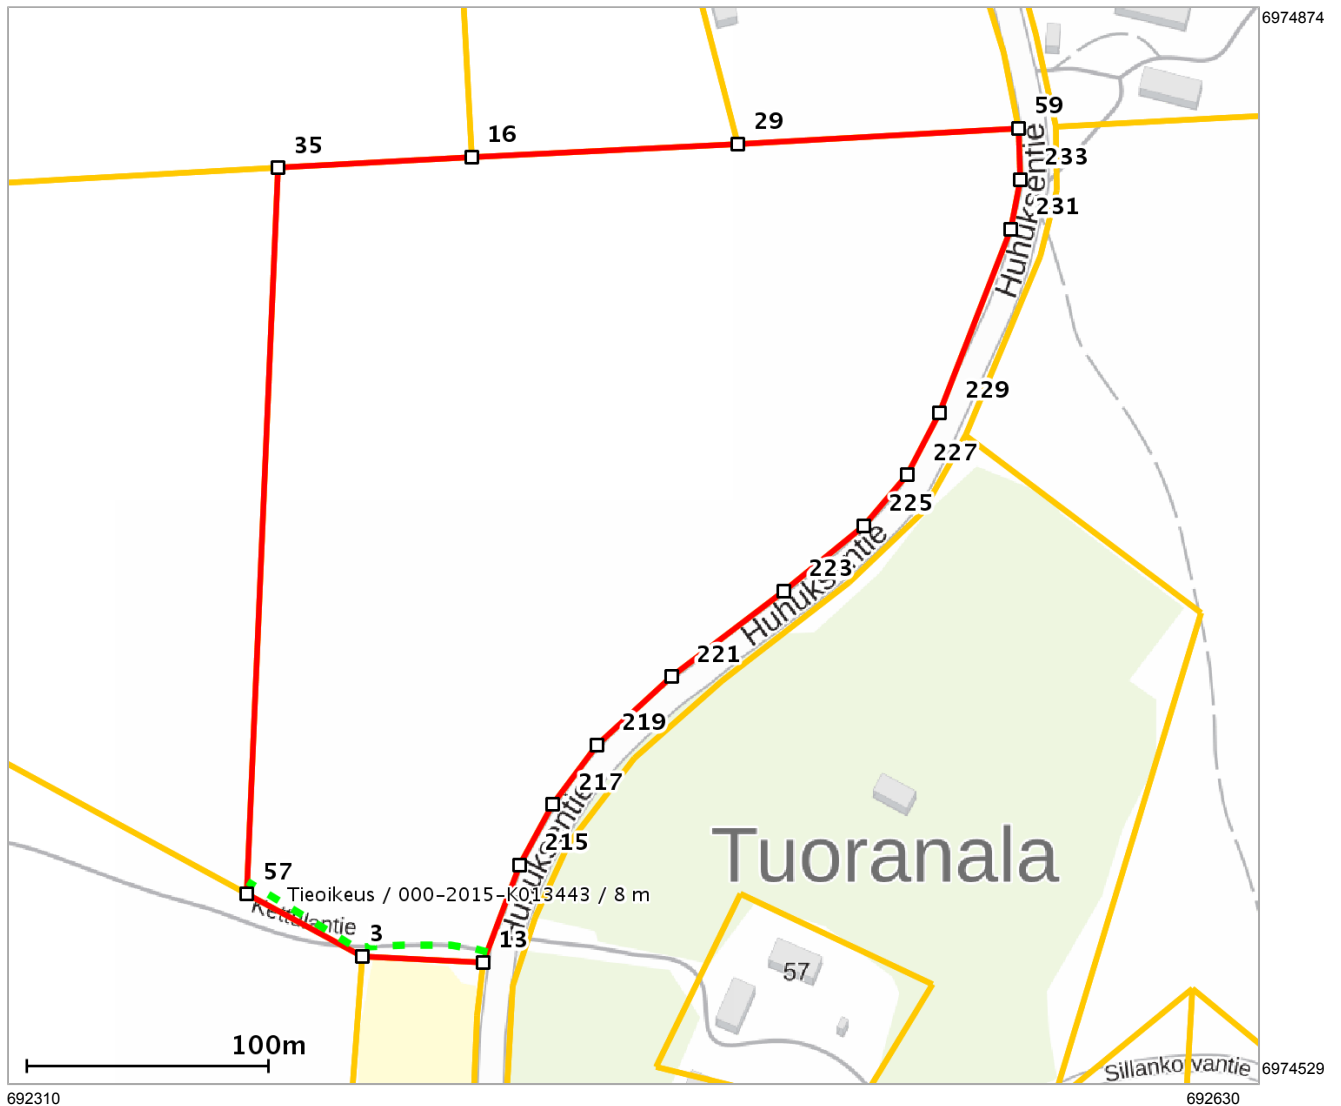 6974874
59
29
16
35
Huhuksentie
233
231
229
227
225
223
Huhuksentie
221
219
217
215
Huhuksentie
Tuoranala
57
Tieoikeus / 000-2015-K013443 / 8 m
Kettulantie
3
13
57
100m
Sillankorvantie
6974529
692310
692630